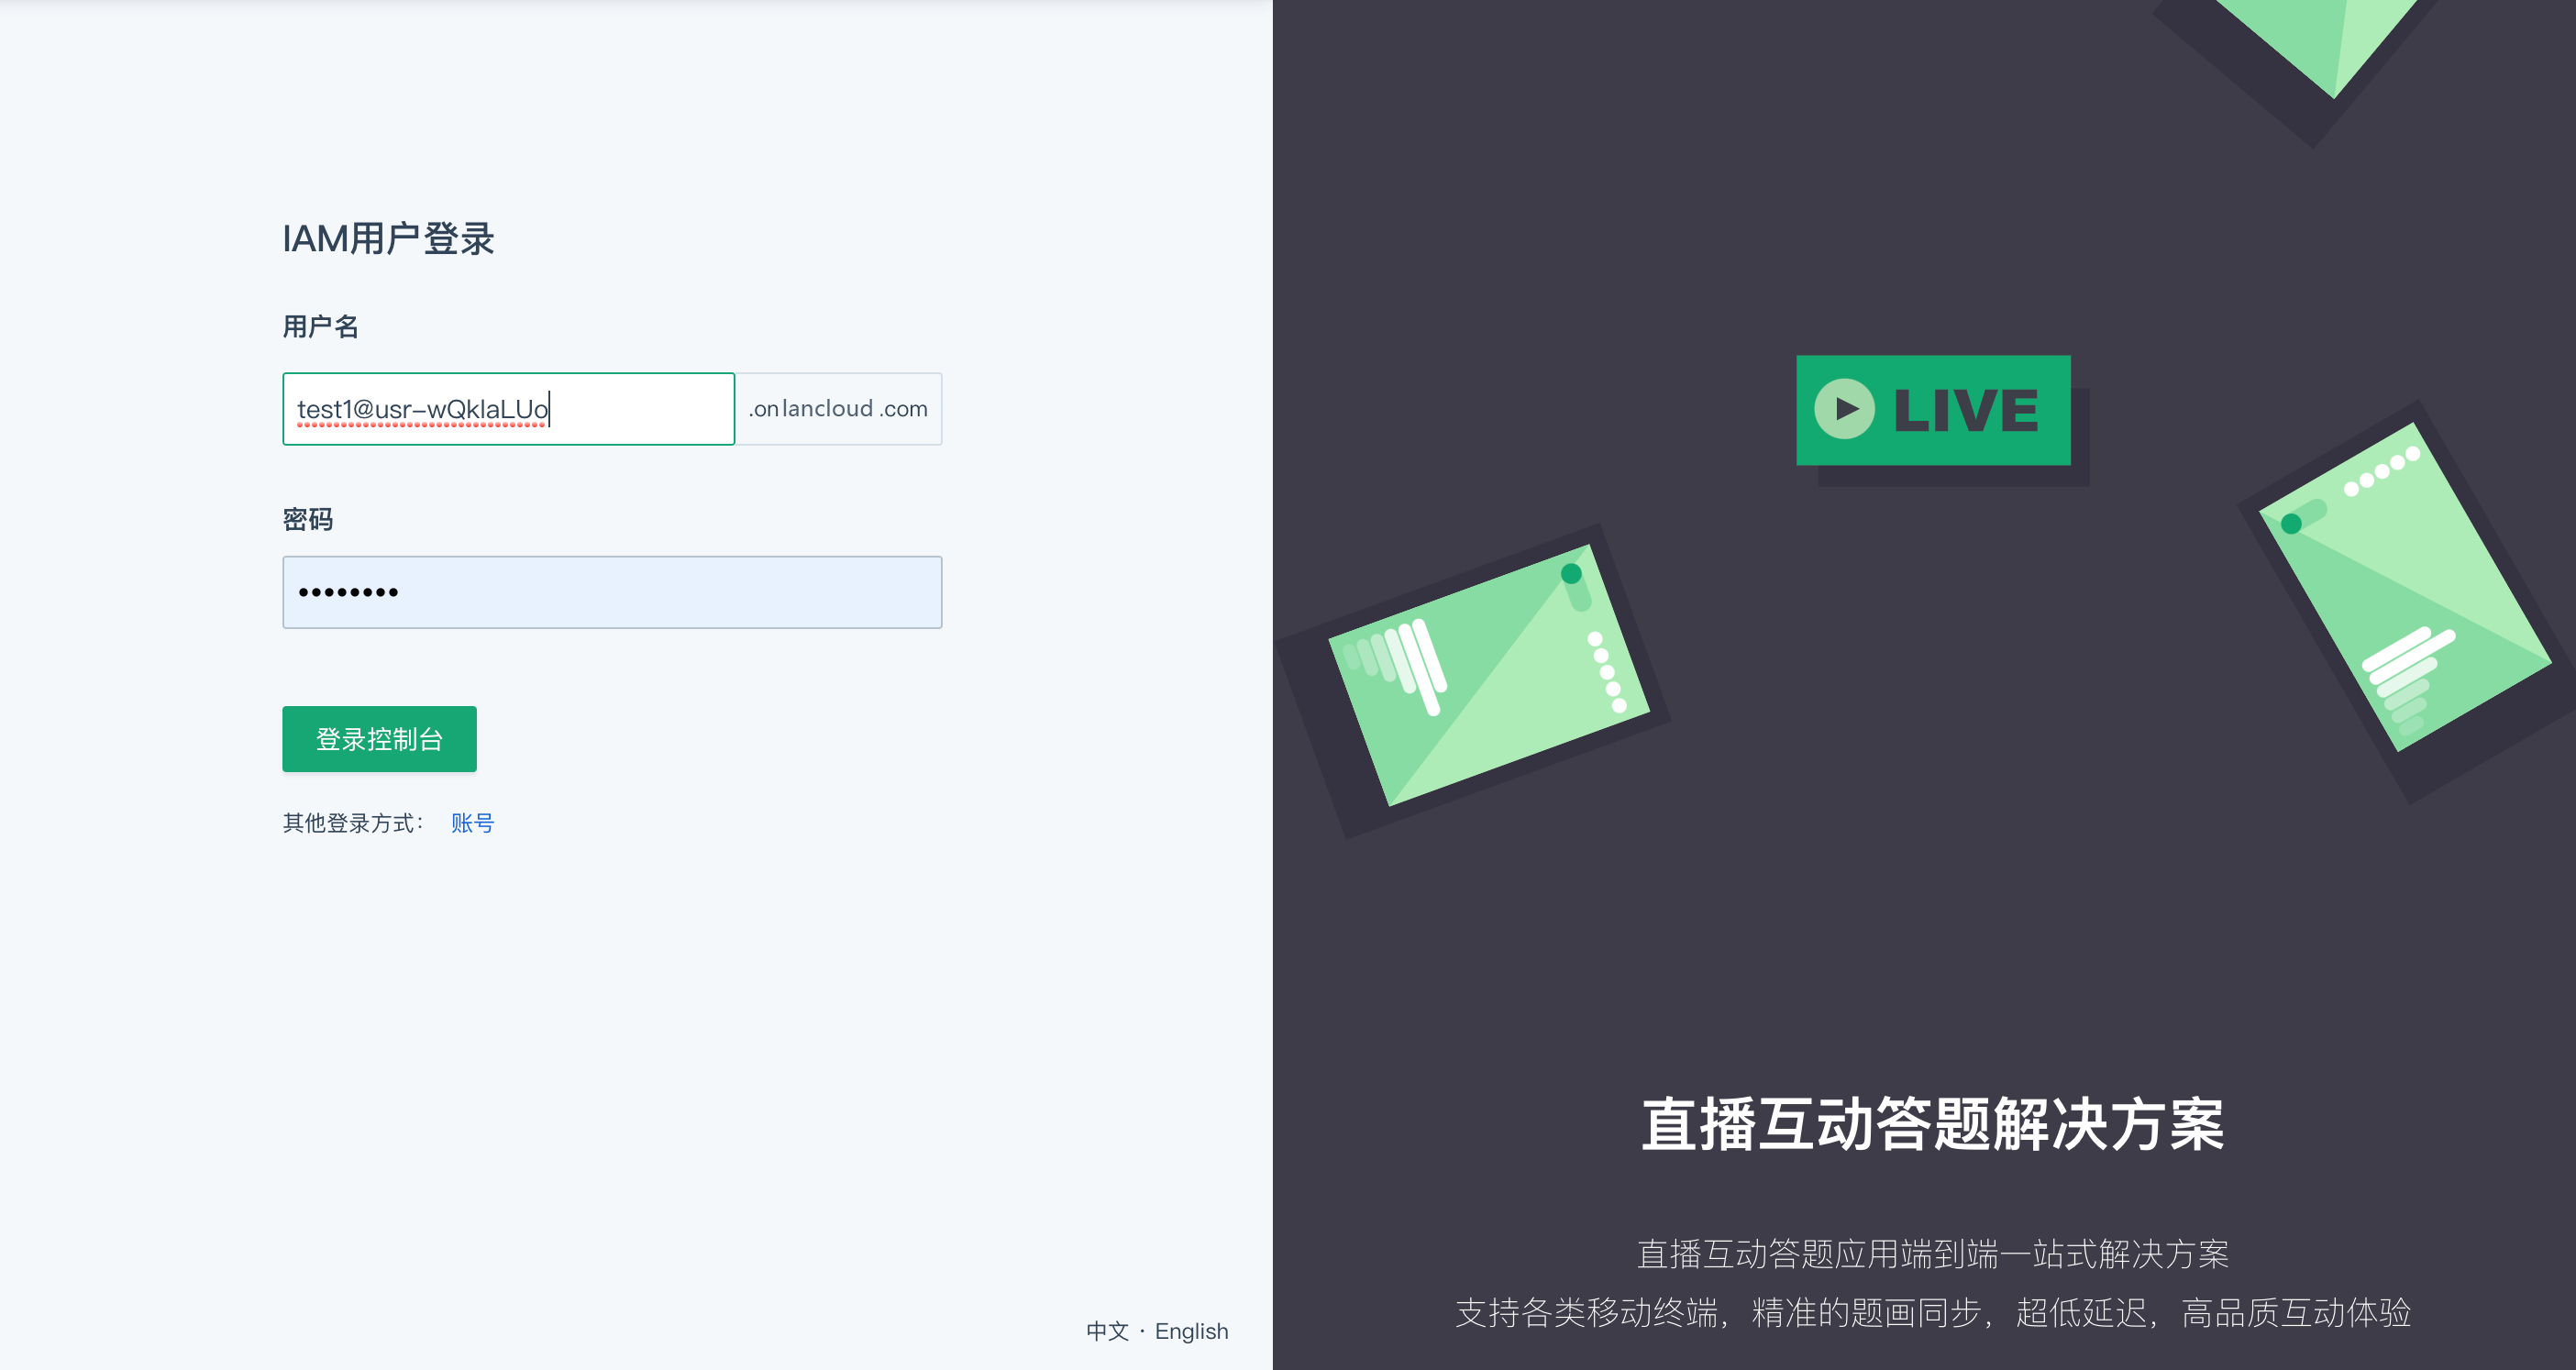 IAM用户登录
用户名
test1@usr-wQklaLUo .onlancloud .com
密码
登录控制台
其他登录方式： 账号
中文 · English
LIVE
直播互动答题解决方案
直播互动答题应用端到端一站式解决方案
支持各类移动终端，精准的题画同步，超低延迟，高品质互动体验